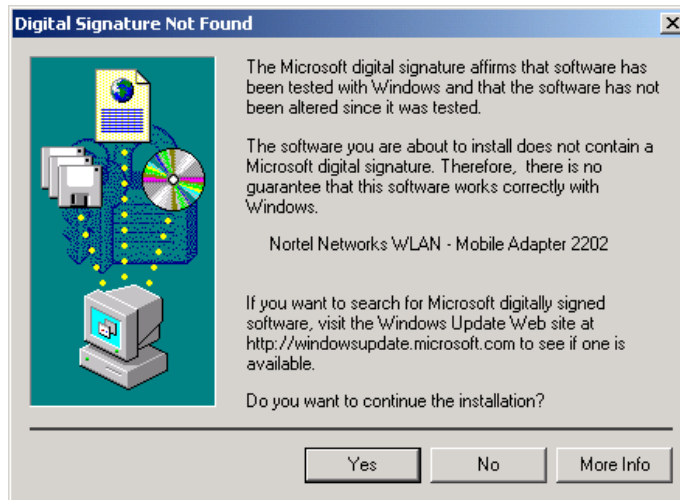 Digital Signature Not Found
The Microsoft digital signature affirms that software has
been tested with Windows and that the software has not
been altered since it was tested.
The software you are about to install does not contain a
Microsoft digital signature. Therefore,  there is no
guarantee that this software works correctly with
Windows.
Nortel Networks WLAN - Mobile Adapter 2202
If you want to search for Microsoft digitally signed
software, visit the Windows Update Web site at
http://windowsupdate.microsoft.com to see if one is
available.
Do you want to continue the installation?
Yes No More Info